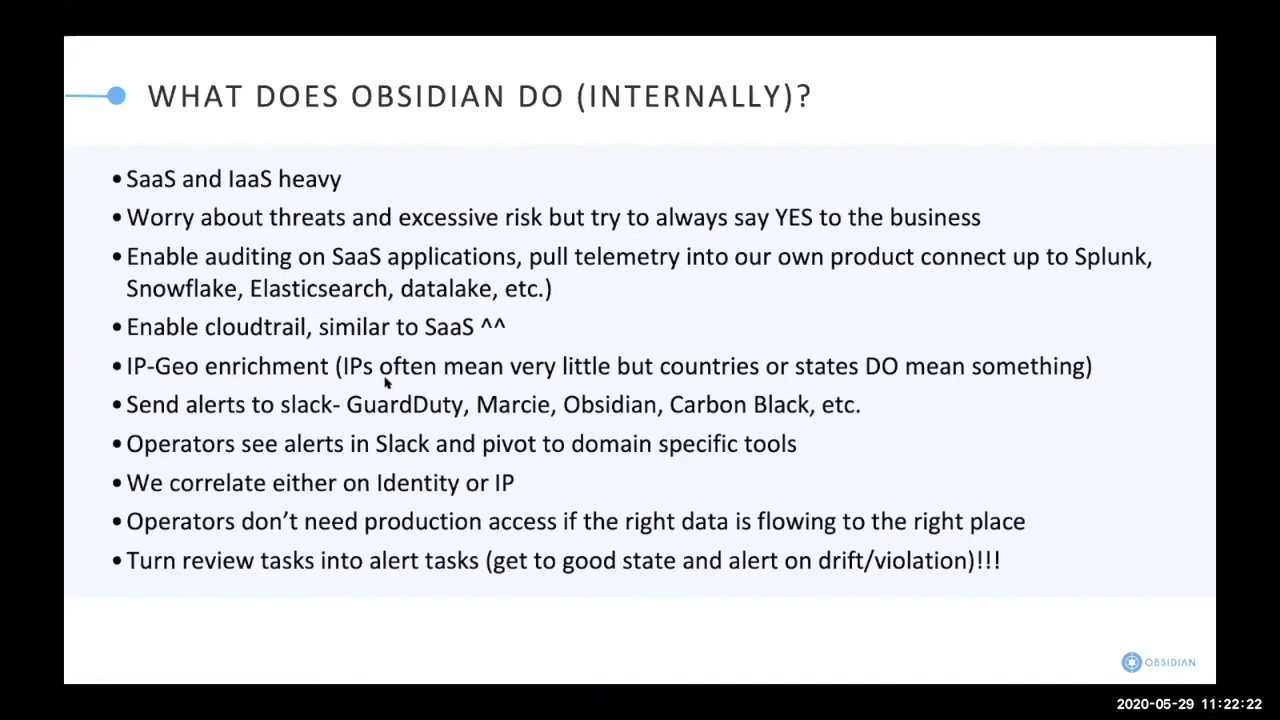 WHAT DOES OBSIDIAN DO (INTERNALLY)?
• SaaS and IaaS heavy
• Worry about threats and excessive risk but try to always say YES to the business
• Enable auditing on SaaS applications, pull telemetry into our own product connect up to Splunk,
Snowflake, Elasticsearch, datalake, etc.)
• Enable cloudtrail, similar to SaaS ^^
• IP-Geo enrichment (IPs often mean very little but countries or states DO mean something)
• Send alerts to slack- GuardDuty, Marcie, Obsidian, Carbon Black, etc.
• Operators see alerts in Slack and pivot to domain specific tools
• We correlate either on Identity or IP
• Operators don’t need production access if the right data is flowing to the right place
• Turn review tasks into alert tasks (get to good state and alert on drift/violation)!!!
OBSIDIAN
2020-05-29 11:22:22